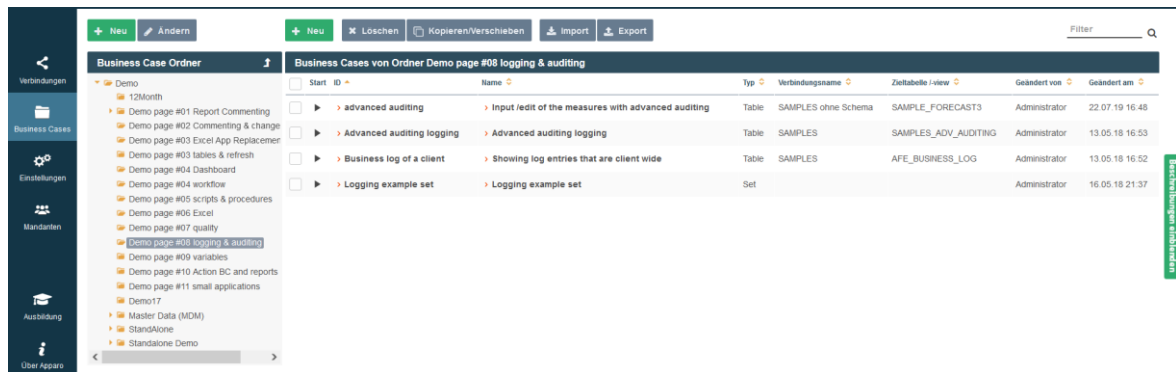 Verbindungen
Business Cases
Einstellungen
Mandanten
Ausbildung
Über Apparo
Neu Ändern
Business Case Ordner
Demo
12Month
Demo page #01 Report Commenting
Demo page #02 Commenting & change
Demo page #03 Excel App Replacemer
Demo page #03 tables & refresh
Demo page #04 Dashboard
Demo page #04 workflow
Demo page #05 scripts & procedures
Demo page #06 Excel
Demo page #07 quality
Demo page #08 logging & auditing
Demo page #09 variables
Demo page #10 Action BC and reports
Demo page #11 small applications
Demo17
Master Data (MDM)
StandAlone
Standalone Demo
Neu Löschen Kopieren/Verschieben Import Export Filter
Business Cases von Ordner Demo page #08 logging & auditing
Start ID Name Typ Verbindungsname Zieltabelle /-view Geändert von Geändert am
advanced auditing Input /edit of the measures with advanced auditing Table SAMPLES ohne Schema SAMPLE_FORECAST3 Administrator 22.07.19 16:48
Advanced auditing logging Advanced auditing logging Table SAMPLES SAMPLES_ADV_AUDITING Administrator 13.05.18 16:53
Business log of a client Showing log entries that are client wide Table SAMPLES AFE_BUSINESS_LOG Administrator 13.05.18 16:52
Logging example set Logging example set Set Administrator 16.05.18 21:37
Beschreibungen einblenden